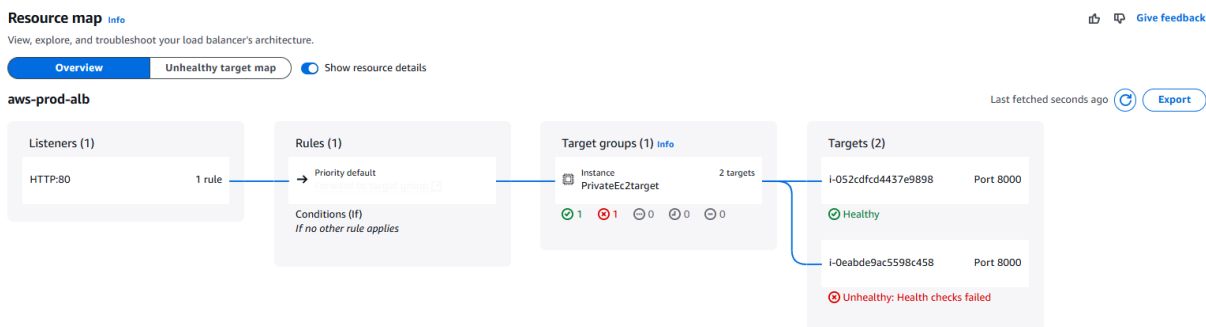 Resource map Info
Give feedback
View, explore, and troubleshoot your load balancer's architecture.
Overview
Unhealthy target map
Show resource details
aws-prod-alb
Last fetched seconds ago
Export
Listeners (1)
HTTP:80
1 rule
Rules (1)
Priority default
Conditions (If)
If no other rule applies
Target groups (1) Info
Instance
2 targets
PrivateEc2target
1 1 0 0 0
Targets (2)
i-052cdfcd4437e9898 Port 8000
Healthy
i-0eabde9ac5598c458 Port 8000
Unhealthy: Health checks failed